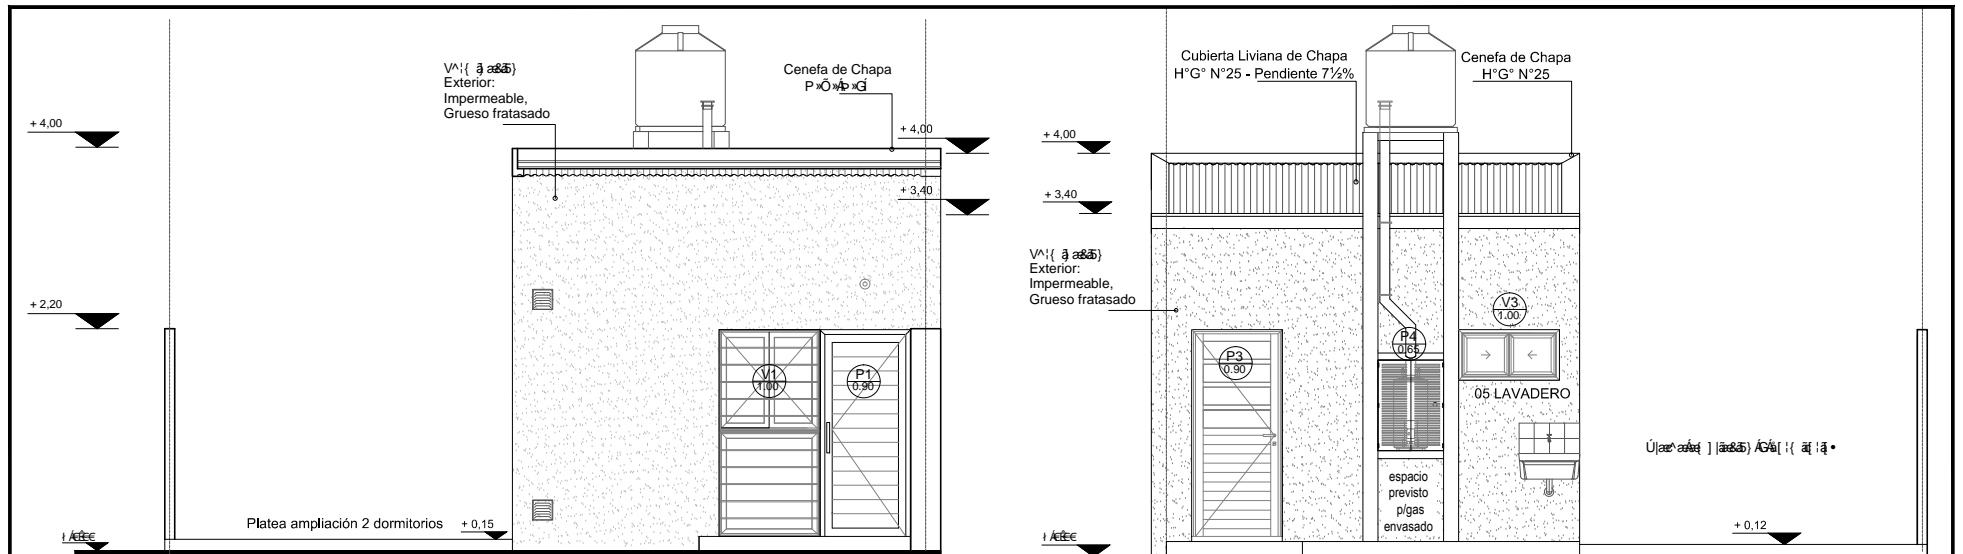 Exterior:
Impermeable,
Grueso fratasado
Cenefa de Chapa
+ 4,00
+ 4,00
+ 3,40
+ 2,20
V1
1.00
P1
0.90
Platea ampliación 2 dormitorios
+ 0,15
Cubierta Liviana de Chapa
H°G° N°25 - Pendiente 7½%
Cenefa de Chapa
H°G° N°25
+ 4,00
+ 3,40
Exterior:
Impermeable,
Grueso fratasado
V3
1.00
P4
0.65
P3
0.90
05 LAVADERO
espacio
previsto
p/gas
envasado
+ 0,12